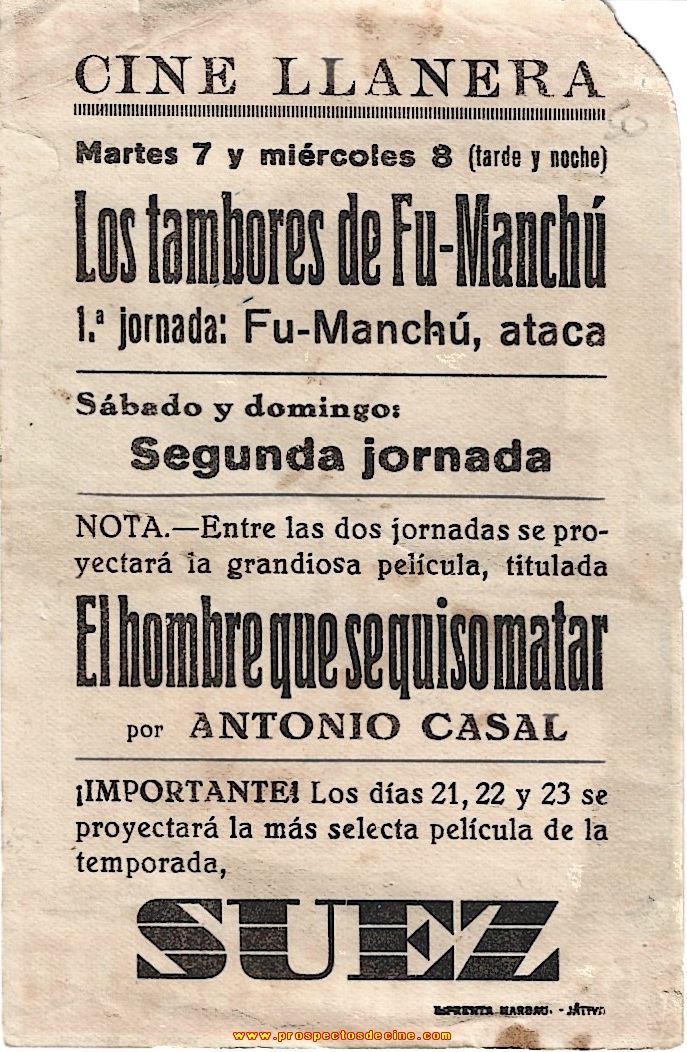 CINE LLANERA
Martes 7 y miércoles 8 (tarde y noche)
Los tambores de Fu-Manchú
1.ª jornada: Fu-Manchú, ataca
Sábado y domingo:
Segunda jornada
NOTA.—Entre las dos jornadas se pro-
yectará la grandiosa película, titulada
El hombre que se quiso matar
por ANTONIO CASAL
¡IMPORTANTE! Los días 21, 22 y 23 se
proyectará la más selecta película de la
temporada,
SUEZ
IMPRENTA MARBAU. - JÁTIVA
www.prospectosdecine.com